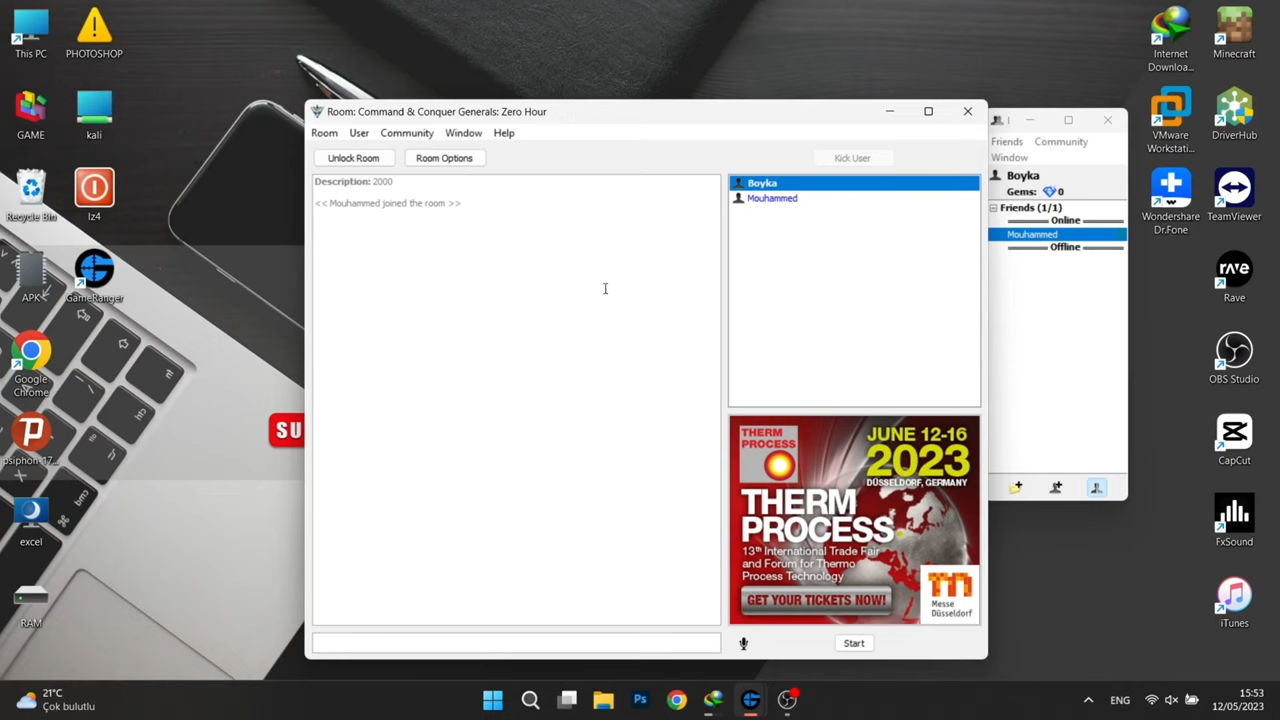 This PC
PHOTOSHOP
GAME
kali
Recycle Bin
lz4
APK
GameRanger
Google
Chrome
psiphon-17...
excel
RAM
SU
Room: Command & Conquer Generals: Zero Hour
Room User Community Window Help
Unlock Room
Room Options
Kick User
Description: 2000
<< Mouhammed joined the room >>
Boyka
Mouhammed
THERM
PROCESS
JUNE 12-16
2023
DÜSSELDORF, GERMANY
THERM
PROCESS
13th International Trade Fair
and Forum for Thermo
Process Technology
GET YOUR TICKETS NOW!
Messe
Düsseldorf
Start
Friends Community
Window
Boyka
Gems: 0
Friends (1/1)
Online
Mouhammed
Offline
Internet
Downloa...
Minecraft
VMware
Workstati...
DriverHub
Wondershare
Dr.Fone
TeamViewer
rave
Rave
OBS Studio
CapCut
FxSound
iTunes
21°C
Çok bulutlu
Ps
ENG
15:53
12/05/2023